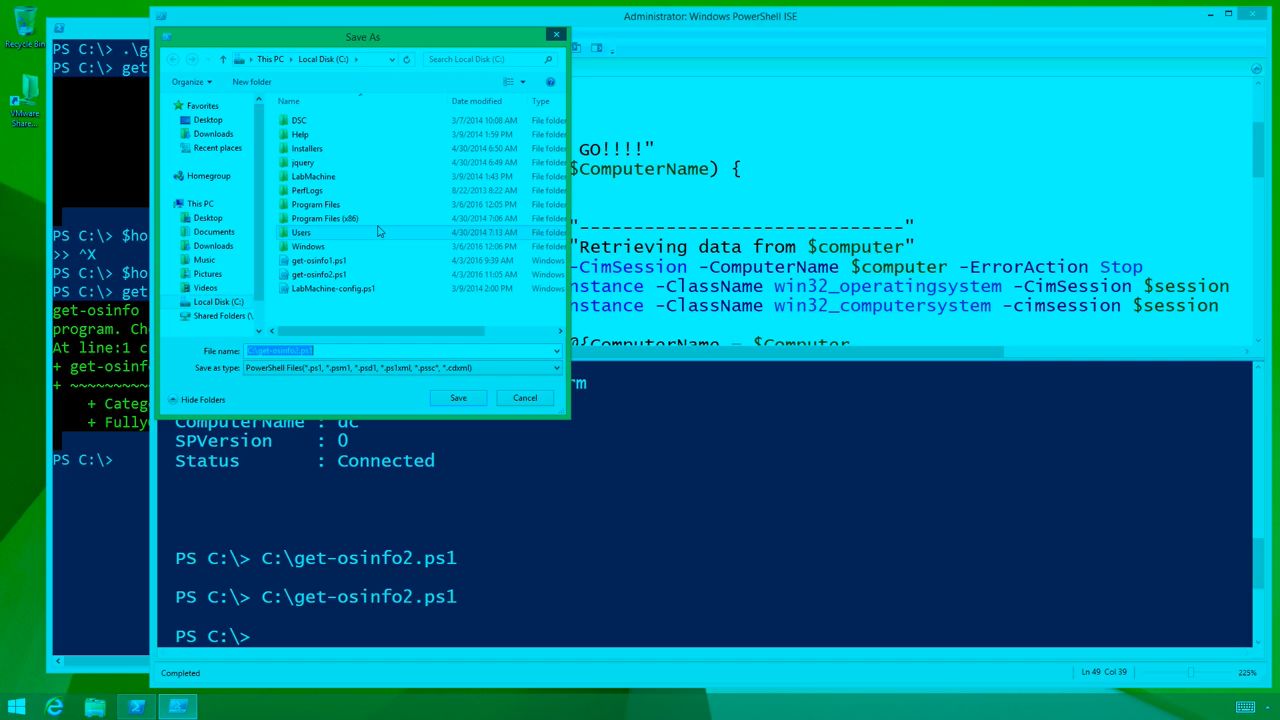 Administrator: Windows PowerShell ISE
Recycle Bin
VMware Share...
PS C:\> .\g
PS C:\> get
PS C:\> $ho
>> ^X
PS C:\> $ho
PS C:\> get
get-osinfo
program. Ch
At line:1 c
+ get-osinf
+ ~~~~~~~~~
+ Categ
+ FullyQ
PS C:\>
Save As
This PC
Local Disk (C:)
Search Local Disk (C:)
Organize
New folder
Favorites
Desktop
Downloads
Recent places
Homegroup
This PC
Desktop
Documents
Downloads
Music
Pictures
Videos
Local Disk (C:)
Shared Folders (\
Name Date modified Type
DSC 3/7/2014 10:08 AM File folder
Help 3/9/2014 1:59 PM File folder
Installers 4/30/2014 6:50 AM File folder
jquery 4/30/2014 6:49 AM File folder
LabMachine 3/9/2014 1:43 PM File folder
PerfLogs 8/22/2013 8:22 AM File folder
Program Files 3/6/2016 12:05 PM File folder
Program Files (x86) 4/30/2014 7:06 AM File folder
Users 4/30/2014 7:13 AM File folder
Windows 3/6/2016 12:06 PM File folder
get-osinfo1.ps1 4/3/2016 9:39 AM Windows
get-osinfo2.ps1 4/3/2016 11:05 AM Windows
LabMachine-config.ps1 3/9/2014 2:00 PM Windows
File name: C:\get-osinfo2.ps1
Save as type: PowerShell Files(*.ps1, *.psm1, *.psd1, *.ps1xml, *.pssc, *.cdxml)
Hide Folders
Save
Cancel
GO!!!!"
$ComputerName) {
"------------------------------"
"Retrieving data from $computer"
-CimSession -ComputerName $computer -ErrorAction Stop
nstance -ClassName win32_operatingsystem -CimSession $session
nstance -ClassName win32_computersystem -cimsession $session
@{ComputerName = $Computer
rm
ComputerName : dc
SPVersion : 0
Status : Connected
PS C:\> C:\get-osinfo2.ps1
PS C:\> C:\get-osinfo2.ps1
PS C:\>
Completed
Ln 49 Col 39
225%